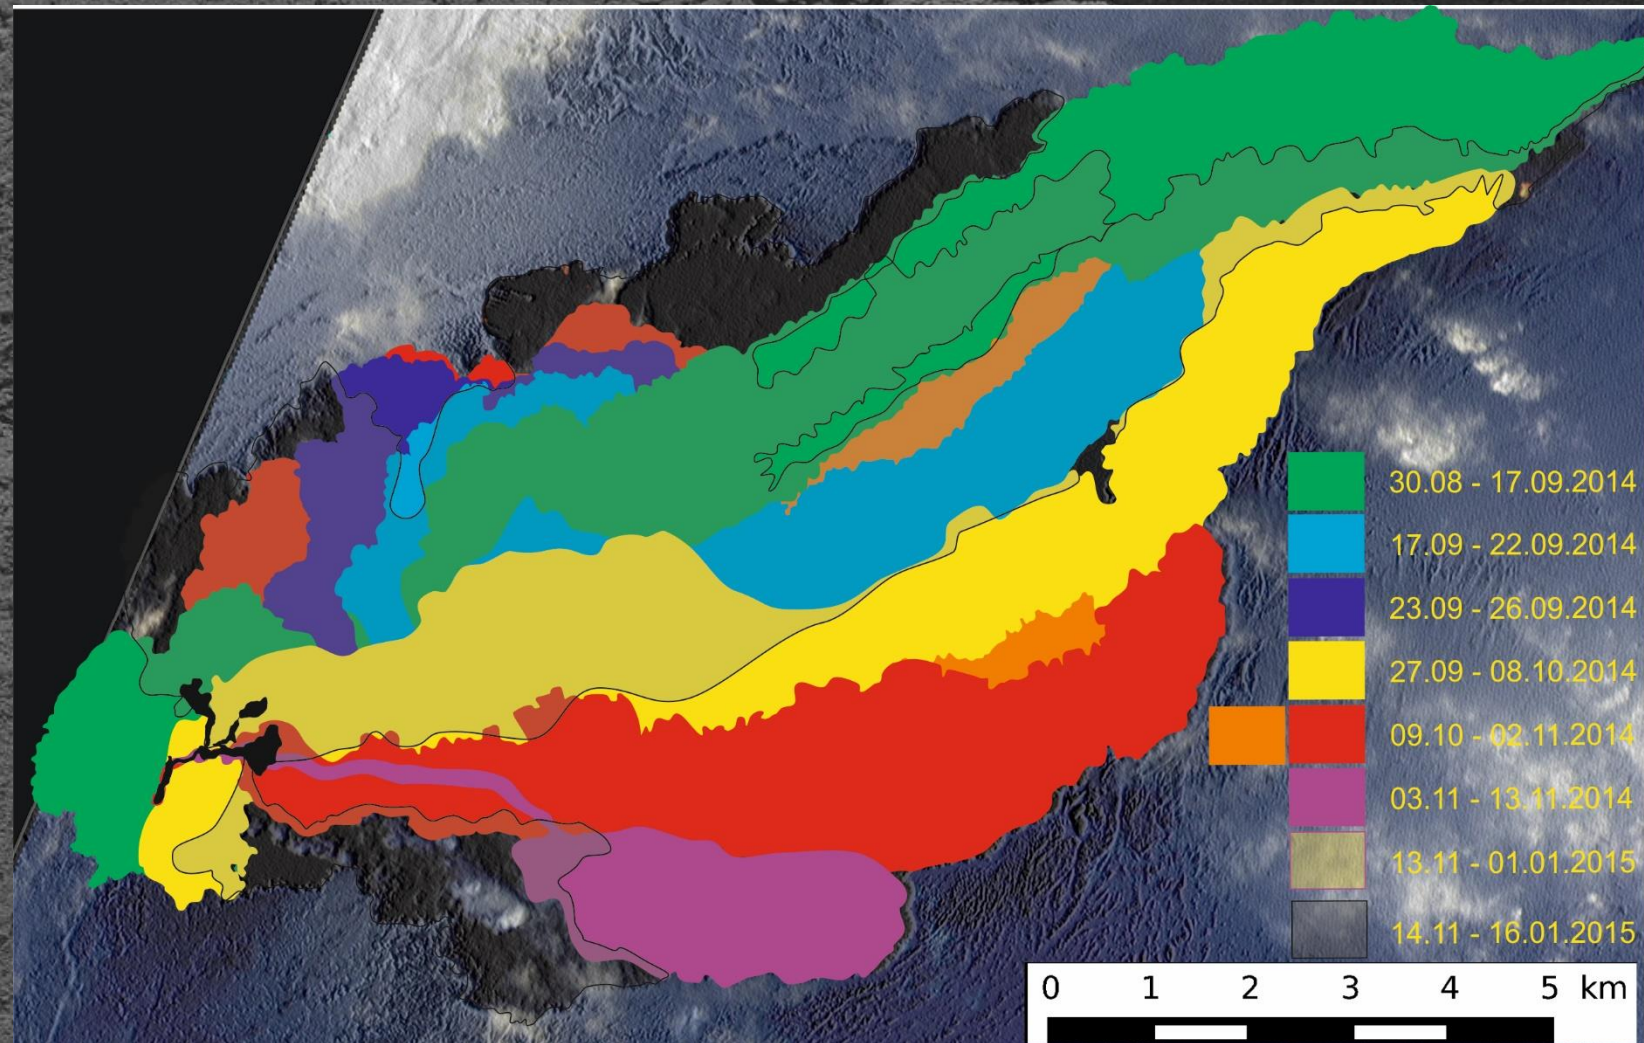 30.08 - 17.09.2014
17.09 - 22.09.2014
23.09 - 26.09.2014
27.09 - 08.10.2014
09.10 - 02.11.2014
03.11 - 13.11.2014
13.11 - 01.01.2015
14.11 - 16.01.2015
0 1 2 3 4 5 km